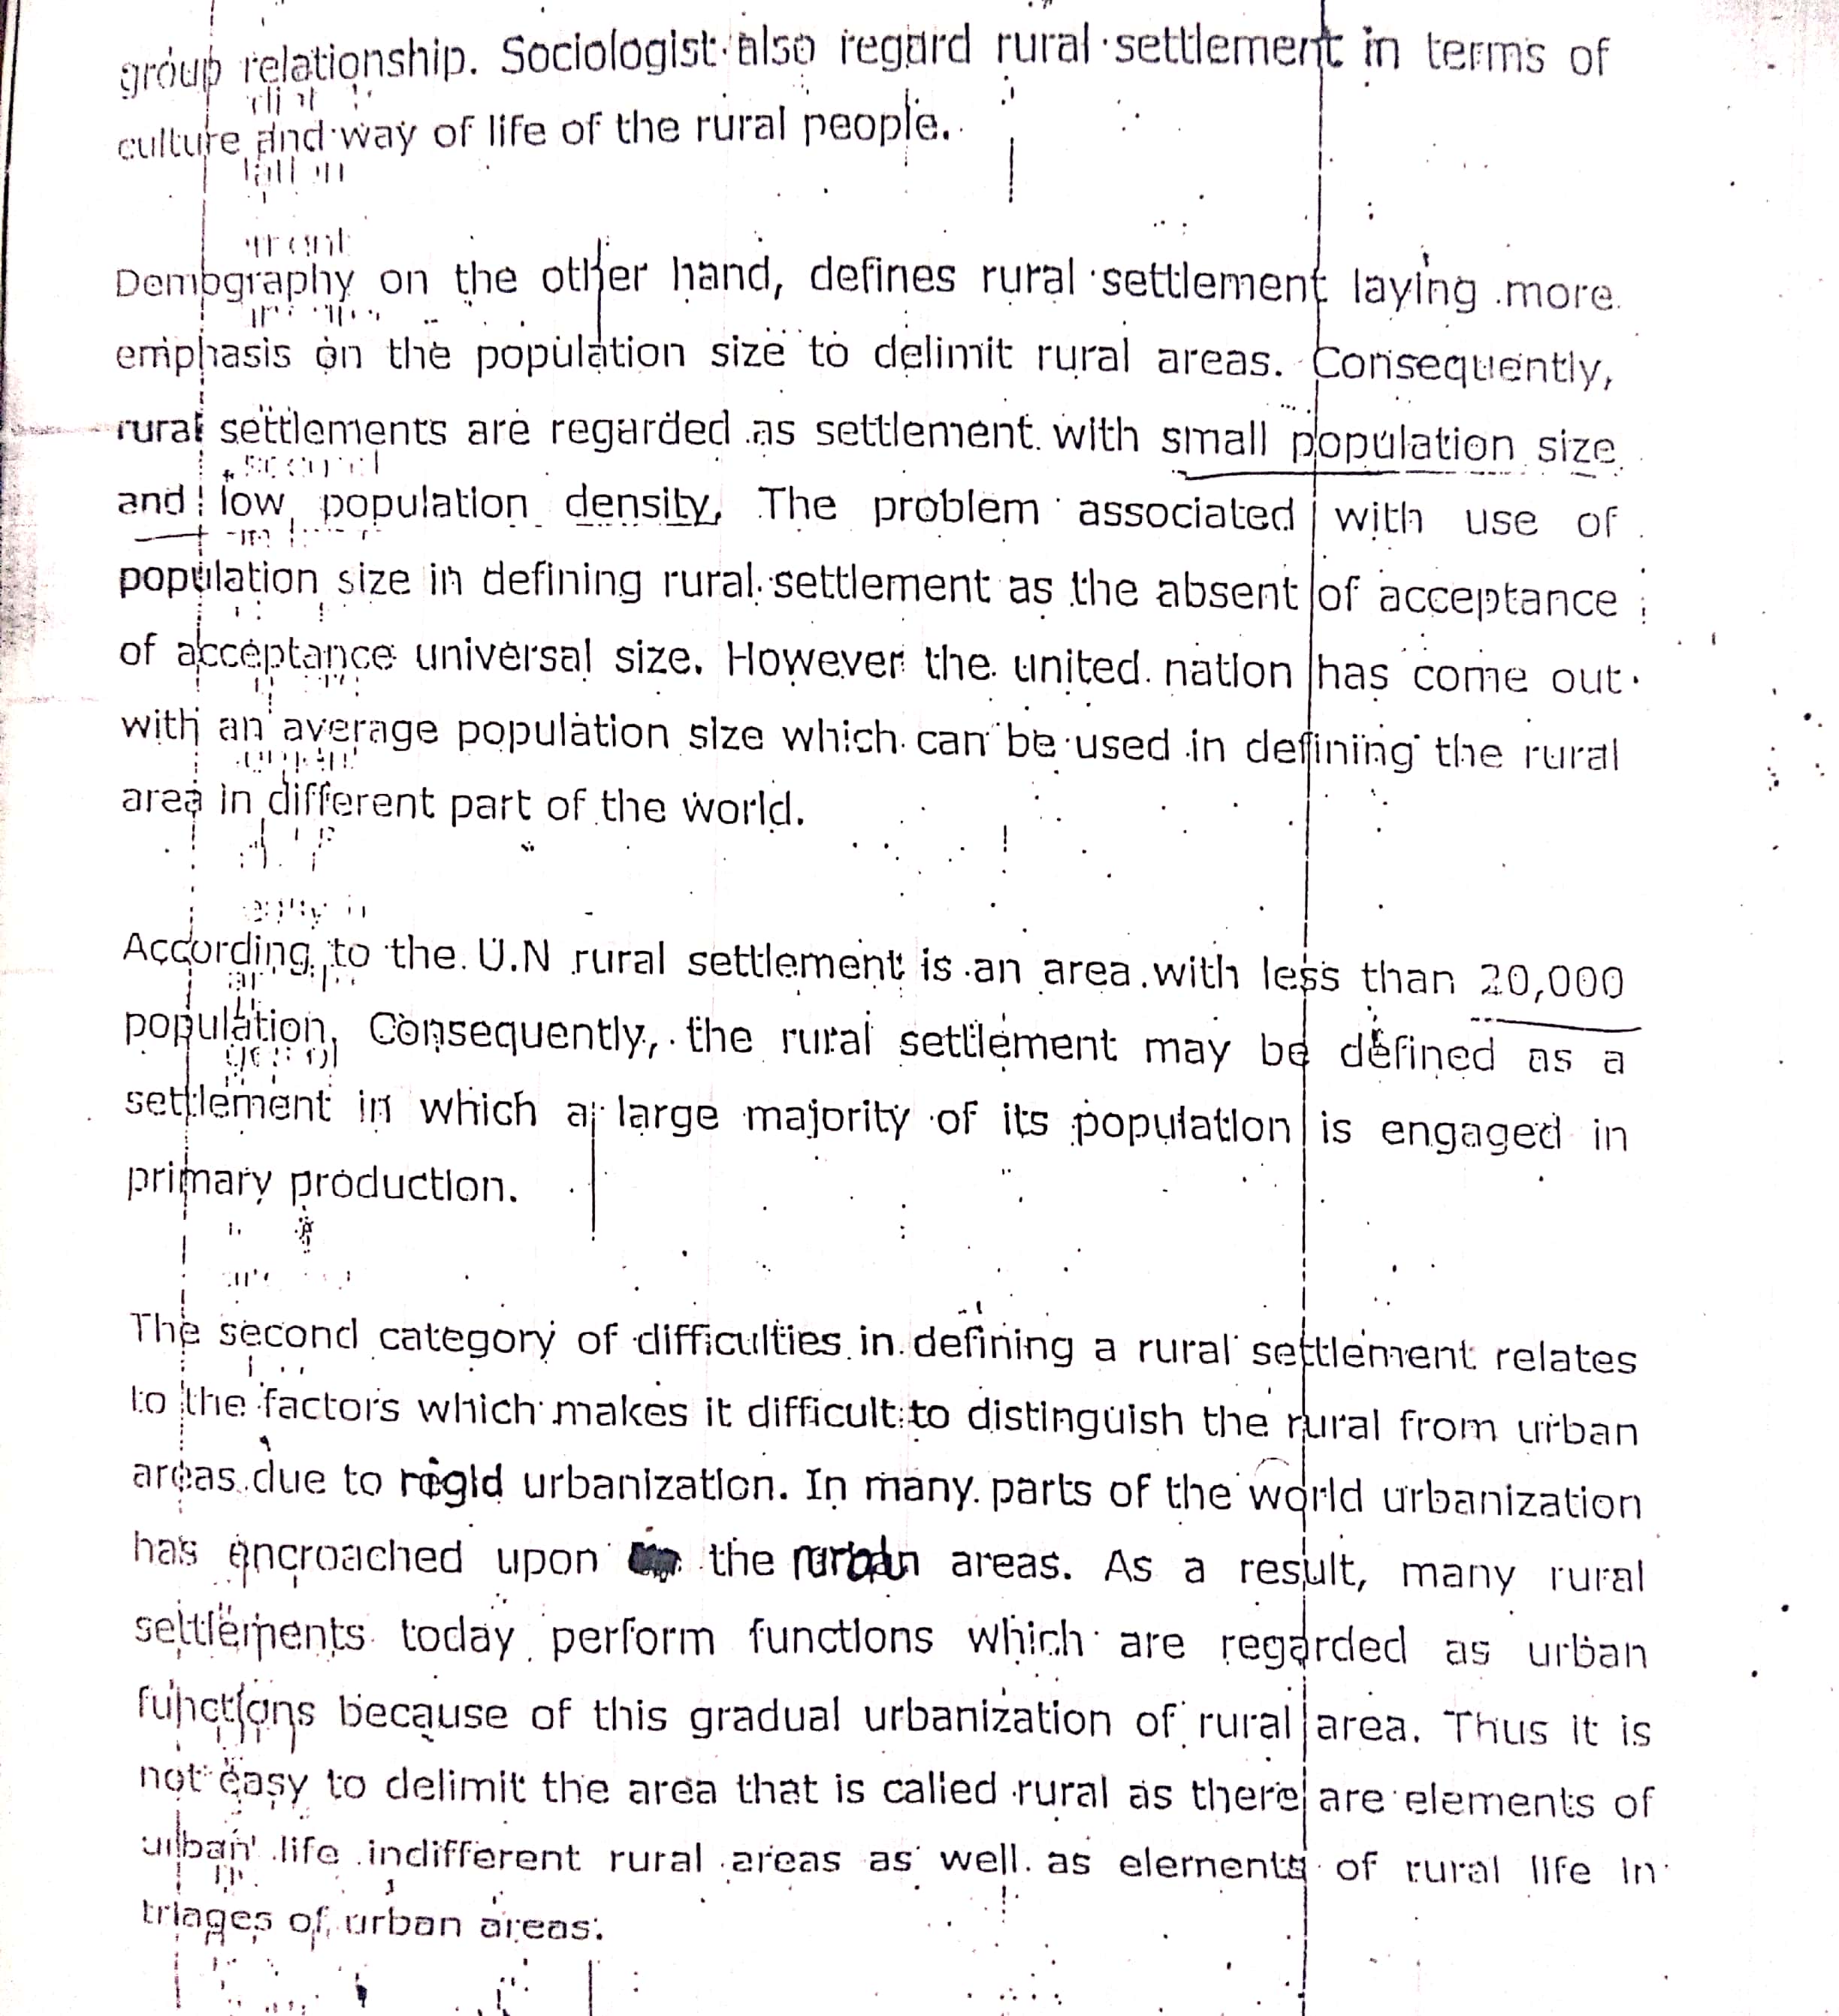 group relationship. Sociologist also regard rural settlement in terms of
culture and way of life of the rural people.
Demography on the other hand, defines rural settlement laying more
emphasis on the population size to delimit rural areas. Consequently,
rural settlements are regarded as settlement with small population size
and low population density. The problem associated with use of
population size in defining rural settlement as the absent of acceptance
of acceptance universal size. However the united nation has come out
with an average population size which can be used in defining the rural
area in different part of the world.
According to the U.N rural settlement is an area with less than 20,000
population. Consequently, the rural settlement may be defined as a
settlement in which a large majority of its population is engaged in
primary production.
The second category of difficulties in defining a rural settlement relates
to the factors which makes it difficult to distinguish the rural from urban
areas due to urbanization. In many parts of the world urbanization
has encroached upon the areas. As a result, many rural
settlements today perform functions which are regarded as urban
functions because of this gradual urbanization of rural area. Thus it is
not easy to delimit the area that is called rural as there are elements of
urban life indifferent rural areas as well as elements of rural life in
triages of urban areas.